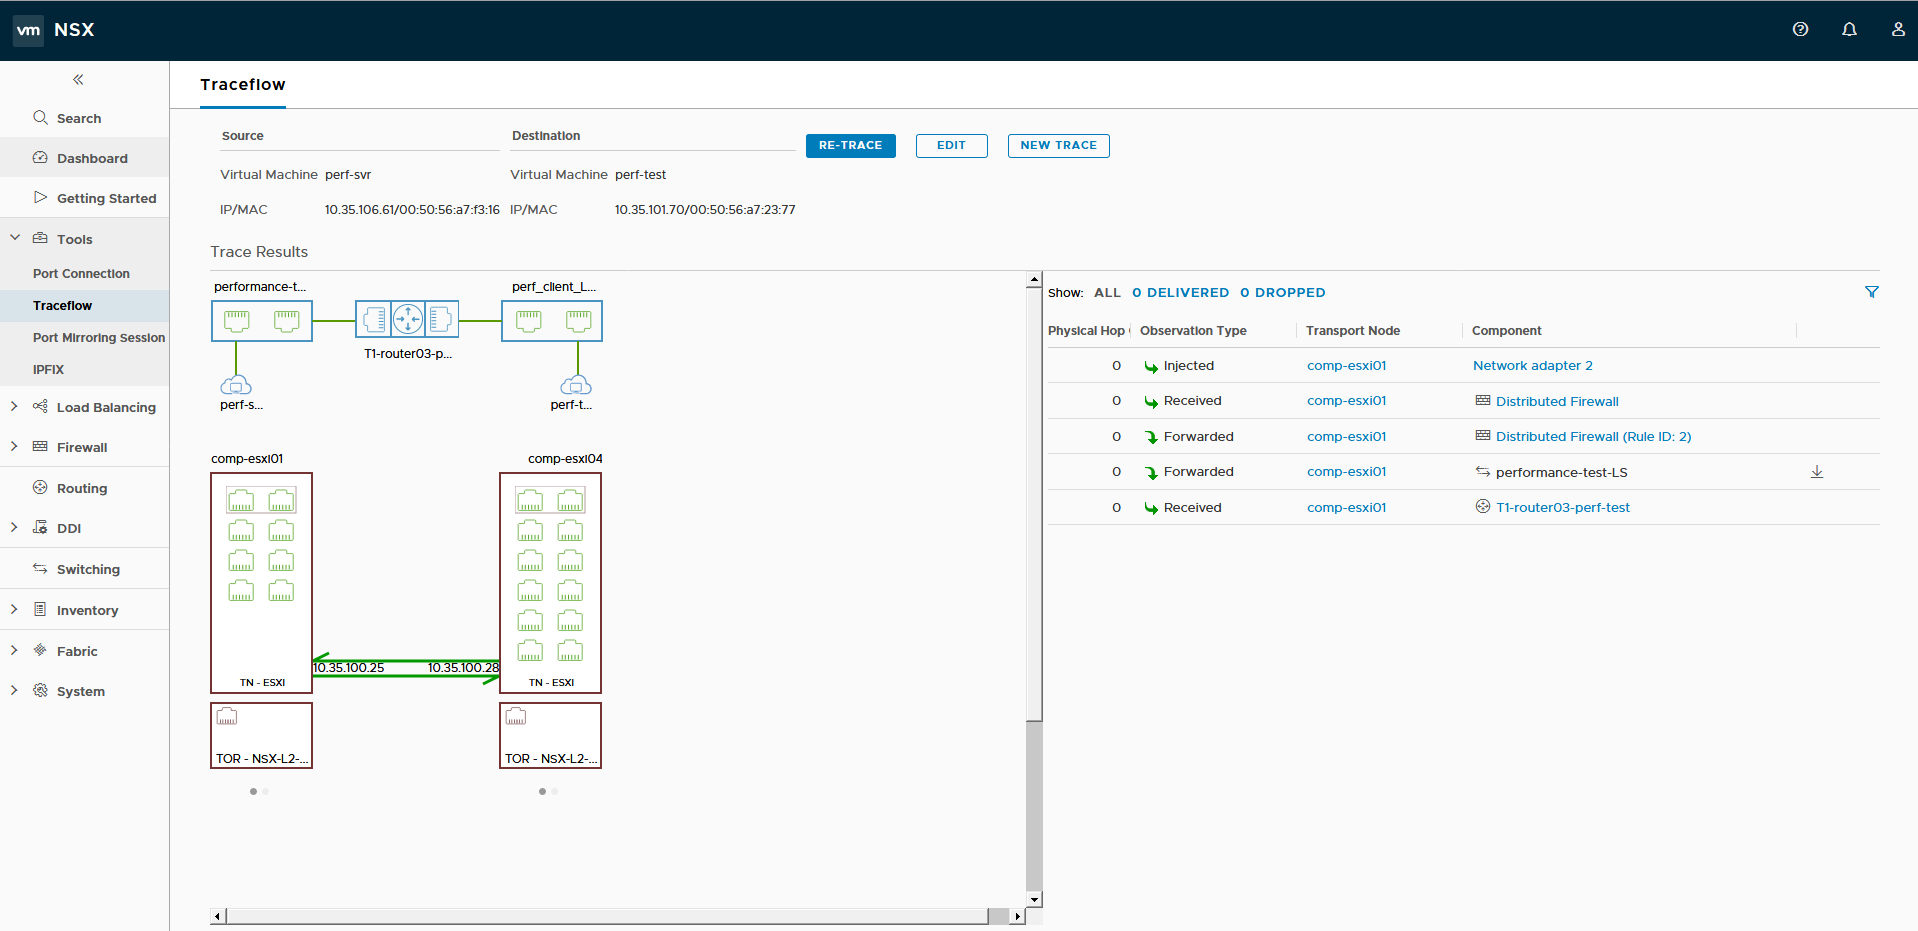 vm NSX
Search
Dashboard
Getting Started
Tools
Port Connection
Traceflow
Port Mirroring Session
IPFIX
Load Balancing
Firewall
Routing
DDI
Switching
Inventory
Fabric
System
Traceflow
Source
Virtual Machine perf-svr
IP/MAC 10.35.106.61/00:50:56:a7:f3:16
Destination
Virtual Machine perf-test
IP/MAC 10.35.101.70/00:50:56:a7:23:77
RE-TRACE EDIT NEW TRACE
Trace Results
performance-t... perf_client_L...
T1-router03-p...
perf-s... perf-t...
comp-esxi01 comp-esxi04
10.35.100.25 10.35.100.28
TN - ESXI TN - ESXI
TOR - NSX-L2-... TOR - NSX-L2-...
Show: ALL 0 DELIVERED 0 DROPPED
Physical Hop Observation Type Transport Node Component
0 Injected comp-esxi01 Network adapter 2
0 Received comp-esxi01 Distributed Firewall
0 Forwarded comp-esxi01 Distributed Firewall (Rule ID: 2)
0 Forwarded comp-esxi01 performance-test-LS
0 Received comp-esxi01 T1-router03-perf-test